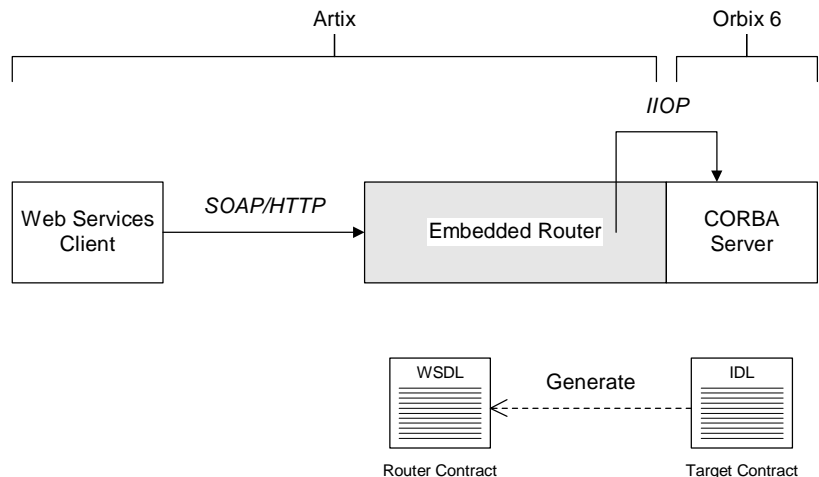 Artix
Orbix 6
IIOP
Web Services
Client
SOAP/HTTP
Embedded Router
CORBA
Server
WSDL
Generate
IDL
Router Contract
Target Contract